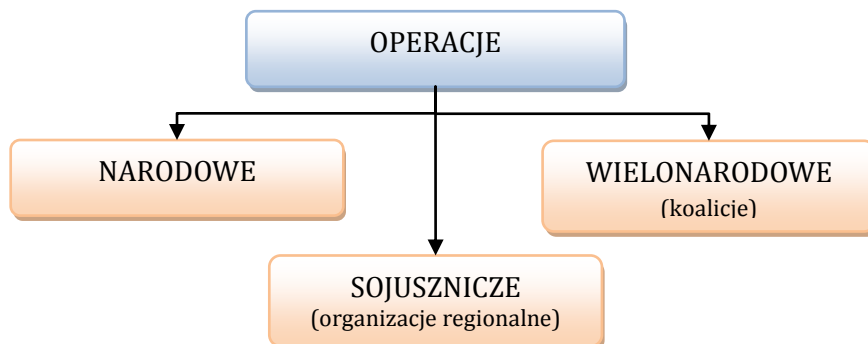 OPERACJE
NARODOWE
WIELONARODOWE
(koalicje)
SOJUSZNICZE
(organizacje regionalne)